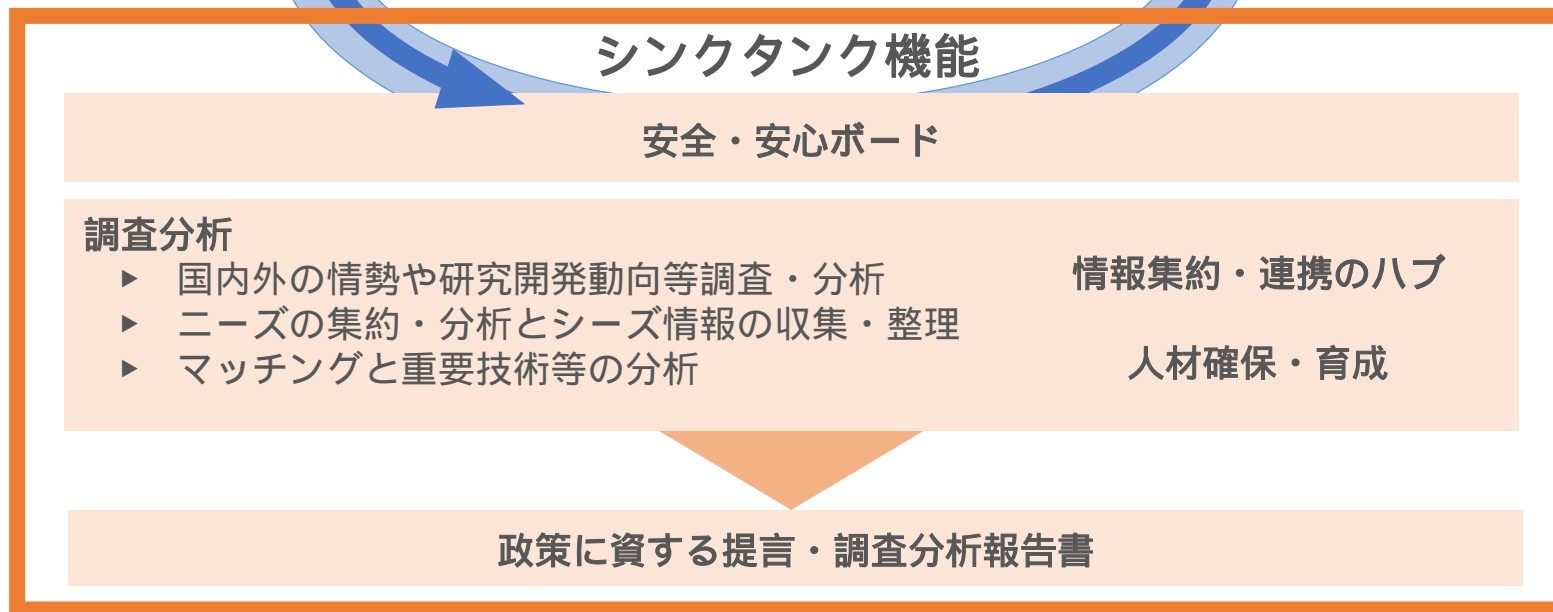 シンクタンク機能
安全・安心ボード
調査分析
▶ 国内外の情勢や研究開発動向等調査・分析
▶ ニーズの集約・分析とシーズ情報の収集・整理
▶ マッチングと重要技術等の分析
情報集約・連携のハブ
人材確保・育成
政策に資する提言・調査分析報告書